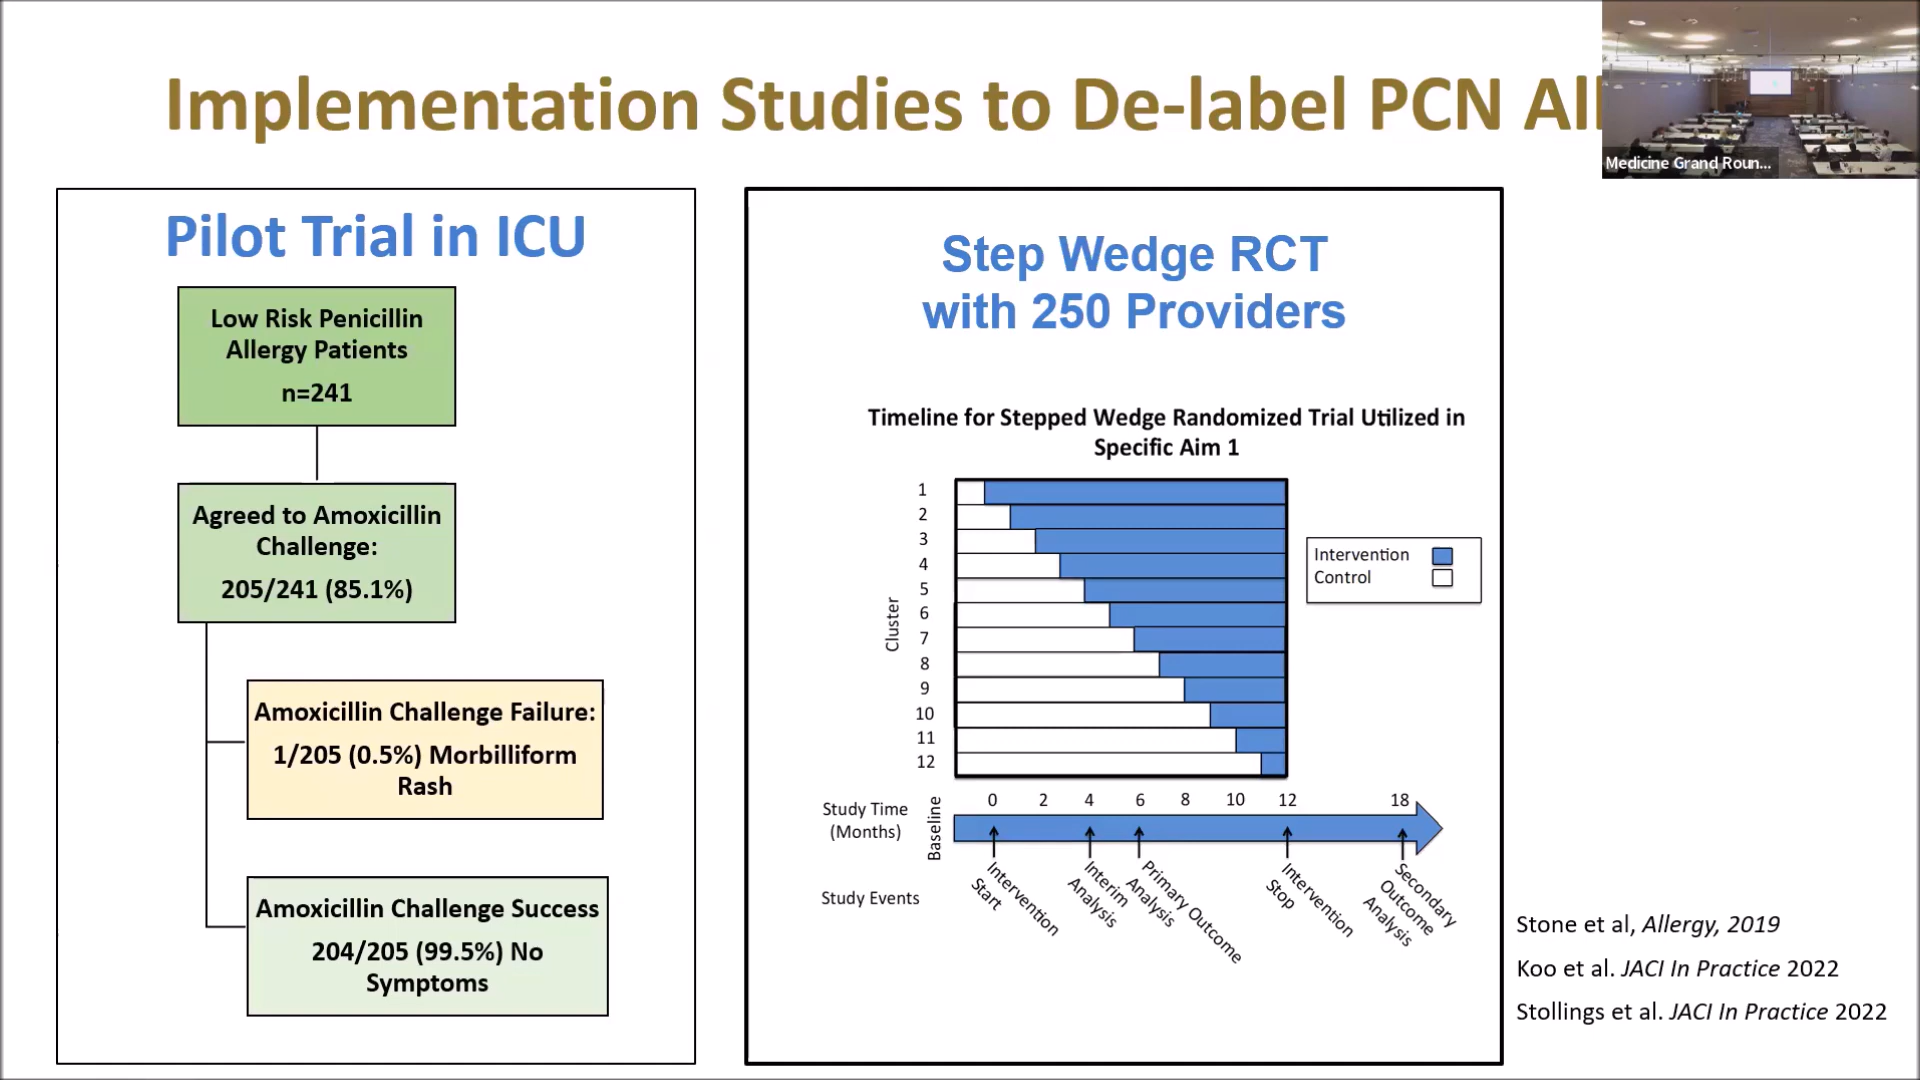 Implementation Studies to De-label PCN All
Medicine Grand Roun...
Pilot Trial in ICU
Low Risk Penicillin
Allergy Patients
n=241
Agreed to Amoxicillin
Challenge:
205/241 (85.1%)
Amoxicillin Challenge Failure:
1/205 (0.5%) Morbilliform
Rash
Amoxicillin Challenge Success
204/205 (99.5%) No
Symptoms
Step Wedge RCT
with 250 Providers
Timeline for Stepped Wedge Randomized Trial Utilized in
Specific Aim 1
Cluster
1
2
3
4
5
6
7
8
9
10
11
12
Intervention
Control
Study Time
(Months)
Baseline
0 2 4 6 8 10 12 18
Study Events
Intervention
Start
Interim
Analysis
Primary Outcome
Analysis
Intervention
Stop
Secondary
Outcome
Analysis
Stone et al, Allergy, 2019
Koo et al. JACI In Practice 2022
Stollings et al. JACI In Practice 2022